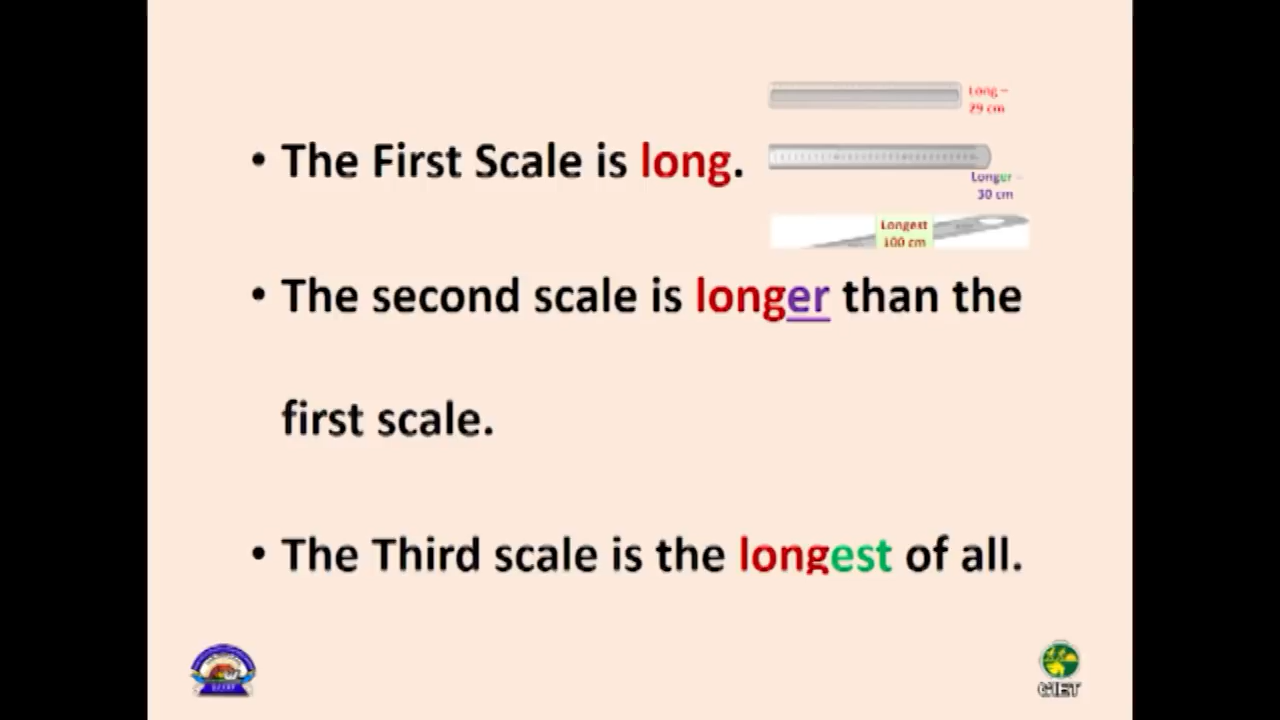 Long –
29 cm
• The First Scale is long.
Longer –
30 cm
Longest
100 cm
• The second scale is longer than the
first scale.
• The Third scale is the longest of all.
CIET